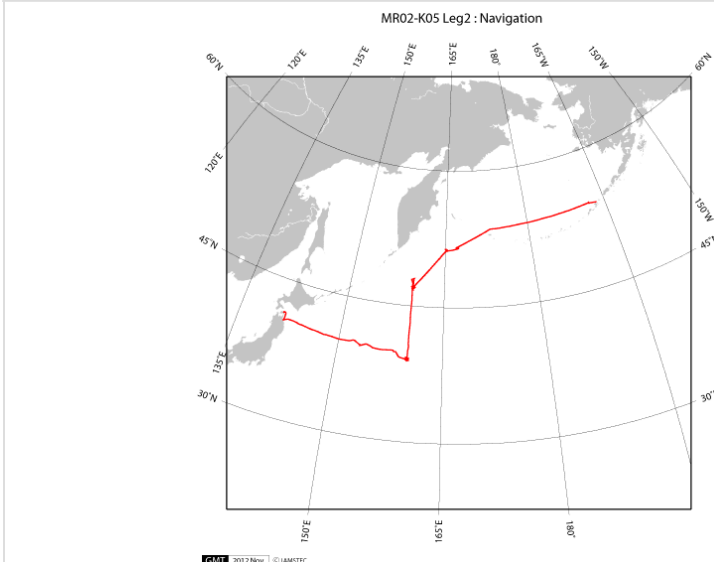 MR02-K05 Leg2 : Navigation
60˚N
120˚E
135˚E
150˚E
165˚E
180˚
165˚W
150˚W
60˚N
120˚E
150˚W
45˚N
45˚N
135˚E
30˚N
30˚
150˚E
165˚E
180˚
GMT 2012 Nov © JAMSTEC